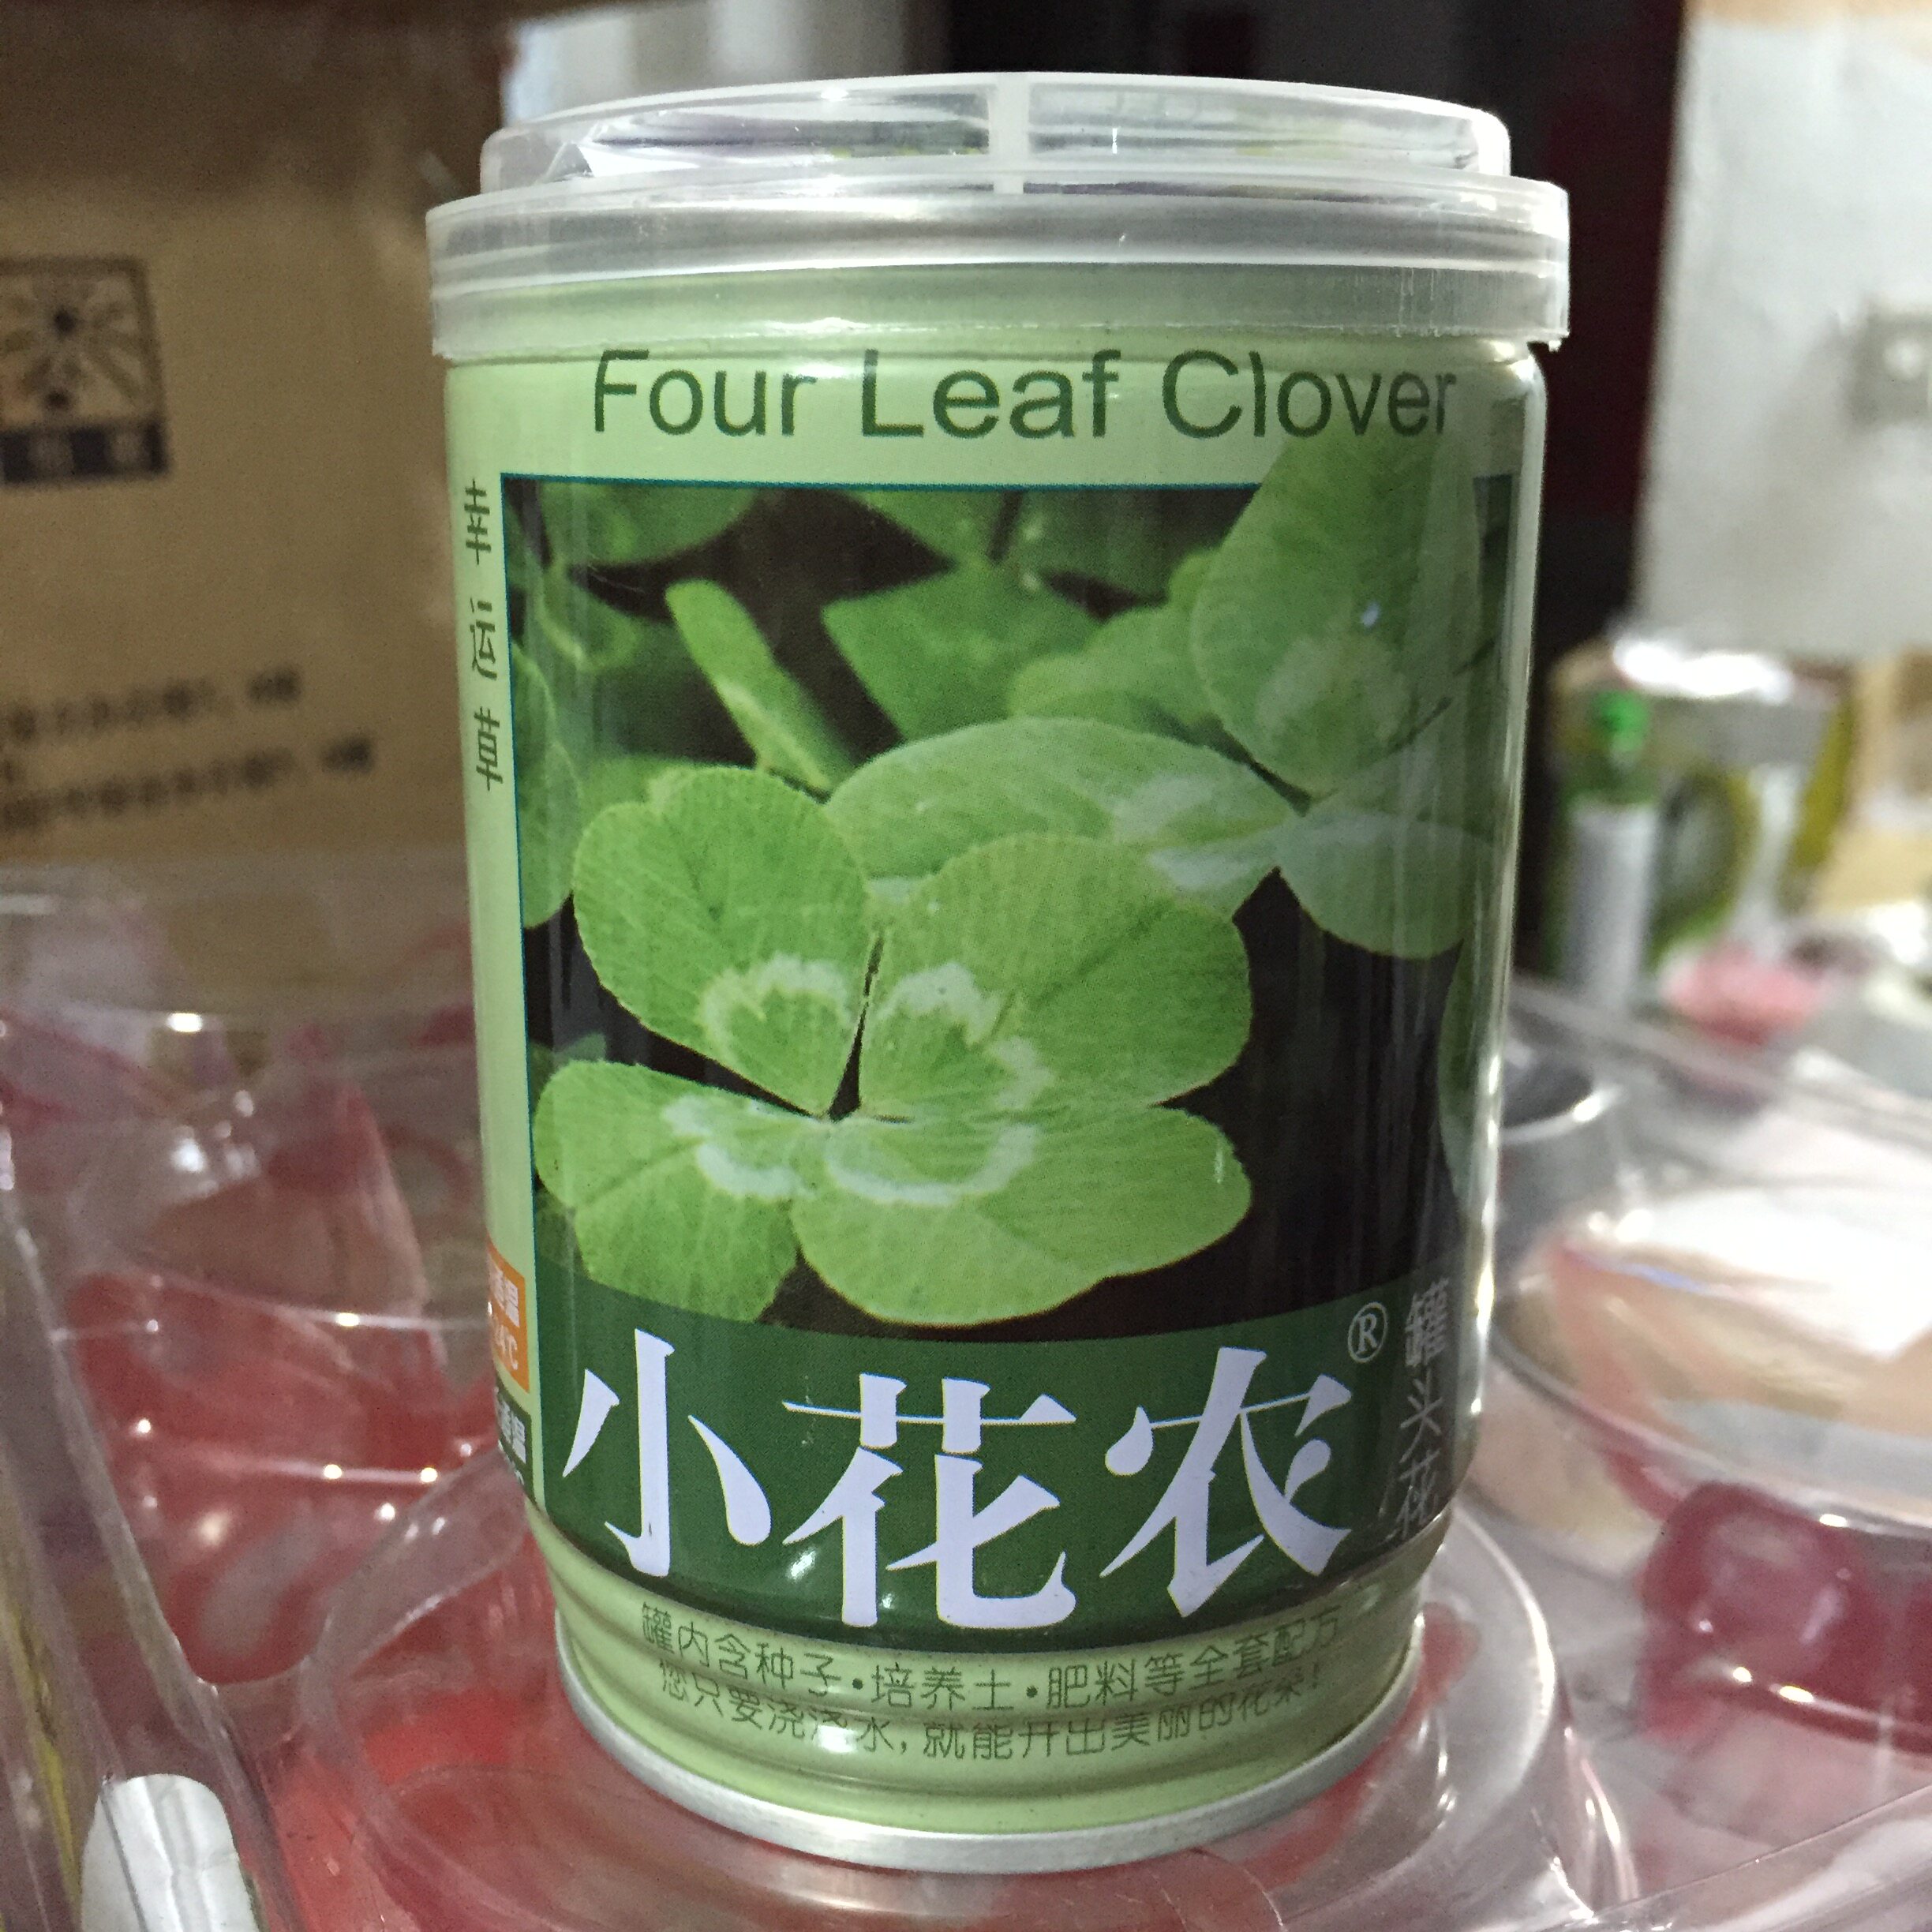 Four Leaf Clover
幸运草
小花农®
罐头花
罐内含种子·培养土·肥料等全套配方
您只要浇浇水,就能开出美丽的花朵!